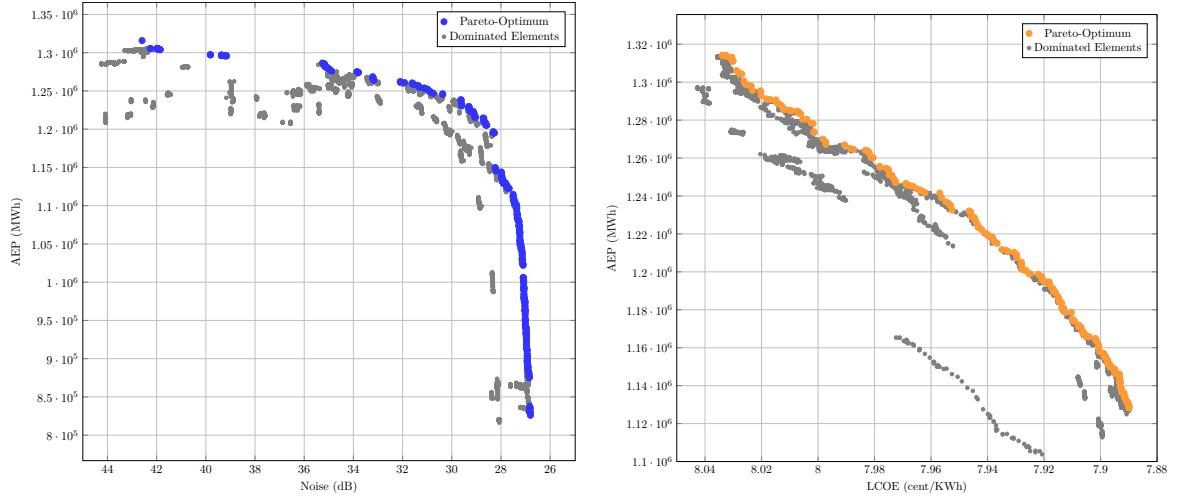 1.35 · 10⁶
1.3 · 10⁶
1.25 · 10⁶
1.2 · 10⁶
1.15 · 10⁶
1.1 · 10⁶
1.05 · 10⁶
1 · 10⁶
9.5 · 10⁵
9 · 10⁵
8.5 · 10⁵
8 · 10⁵
AEP (MWh)
Pareto-Optimum
Dominated Elements
44 42 40 38 36 34 32 30 28 26
Noise (dB)
1.32 · 10⁶
1.3 · 10⁶
1.28 · 10⁶
1.26 · 10⁶
1.24 · 10⁶
1.22 · 10⁶
1.2 · 10⁶
1.18 · 10⁶
1.16 · 10⁶
1.14 · 10⁶
1.12 · 10⁶
1.1 · 10⁶
AEP (MWh)
Pareto-Optimum
Dominated Elements
8.04 8.02 8 7.98 7.96 7.94 7.92 7.9 7.88
LCOE (cent/KWh)